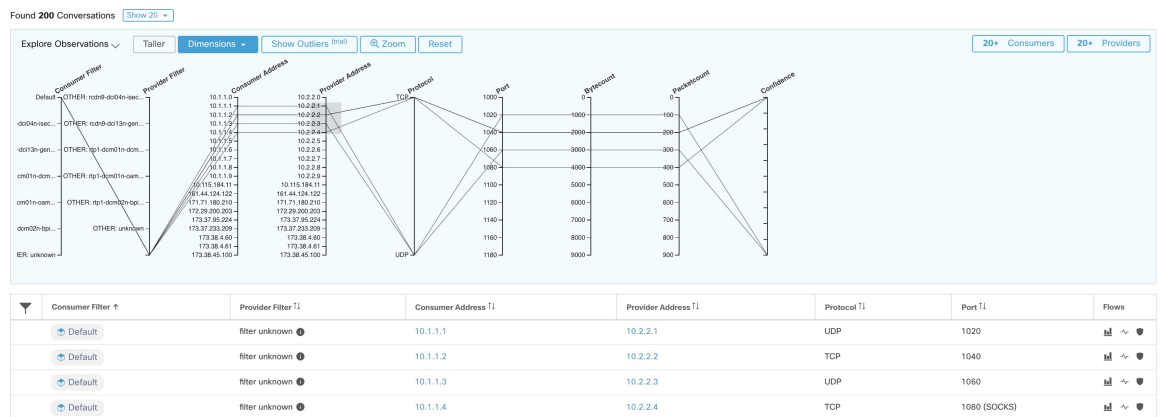 Found 200 Conversations Show 20
Explore Observations Taller Dimensions Show Outliers (trial) Zoom Reset 20+ Consumers 20+ Providers
Consumer Filter Provider Filter Consumer Address Provider Address Protocol Port Bytecount Packetcount Confidence
Default OTHER: rcdn9-dci04n-isec... 10.1.1.0 10.2.2.0 TCP 1000 0 0
10.1.1.1 10.2.2.1
-dci04n-isec... OTHER: rcdn9-dci13n-gen... 10.1.1.2 10.2.2.2 1020 1000 100
10.1.1.3 10.2.2.3
10.1.1.4 10.2.2.4 1040 2000 200
10.1.1.5 10.2.2.5
-dci13n-gen... OTHER: rtp1-dcm01n-dcm... 10.1.1.6 10.2.2.6 1060 3000 300
10.1.1.7 10.2.2.7
10.1.1.8 10.2.2.8 1080 4000 400
cm01n-dcm... OTHER: rtp1-dcm01n-oam... 10.1.1.9 10.2.2.9
10.115.184.11 10.115.184.11 1100 5000 500
161.44.124.122 161.44.124.122
cm01n-oam... OTHER: rtp1-dcm02n-bpi... 171.71.180.210 171.71.180.210 1120 6000 600
172.29.200.203 172.29.200.203
173.37.95.224 173.37.95.224 1140 7000 700
dcm02n-bpi... OTHER: unknown 173.37.233.209 173.37.233.209
173.38.4.60 173.38.4.60 1160 8000 800
173.38.4.61 173.38.4.61
IER: unknown 173.38.45.100 173.38.45.100 UDP 1180 9000 900
Consumer Filter ↑ Provider Filter ↑↓ Consumer Address ↑↓ Provider Address ↑↓ Protocol ↑↓ Port ↑↓ Flows
Default filter unknown 10.1.1.1 10.2.2.1 UDP 1020
Default filter unknown 10.1.1.2 10.2.2.2 TCP 1040
Default filter unknown 10.1.1.3 10.2.2.3 UDP 1060
Default filter unknown 10.1.1.4 10.2.2.4 TCP 1080 (SOCKS)